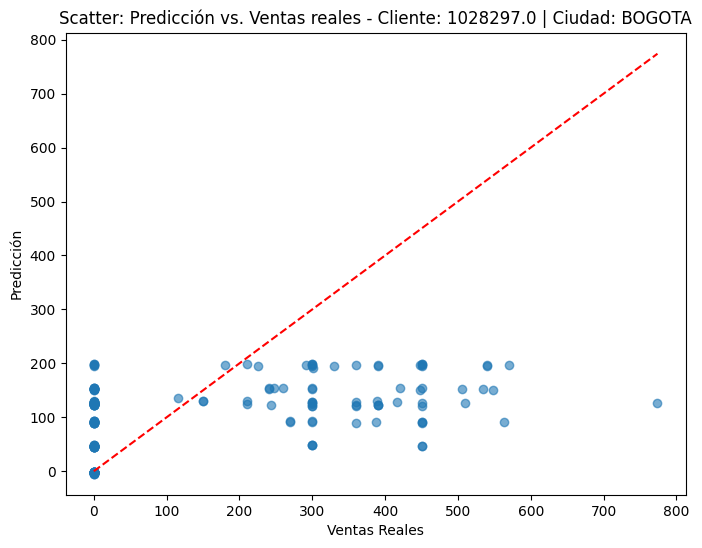 Scatter: Predicción vs. Ventas reales - Cliente: 1028297.0 | Ciudad: BOGOTA
800
700
600
500
400
300
200
100
0
Predicción
0 100 200 300 400 500 600 700 800
Ventas Reales